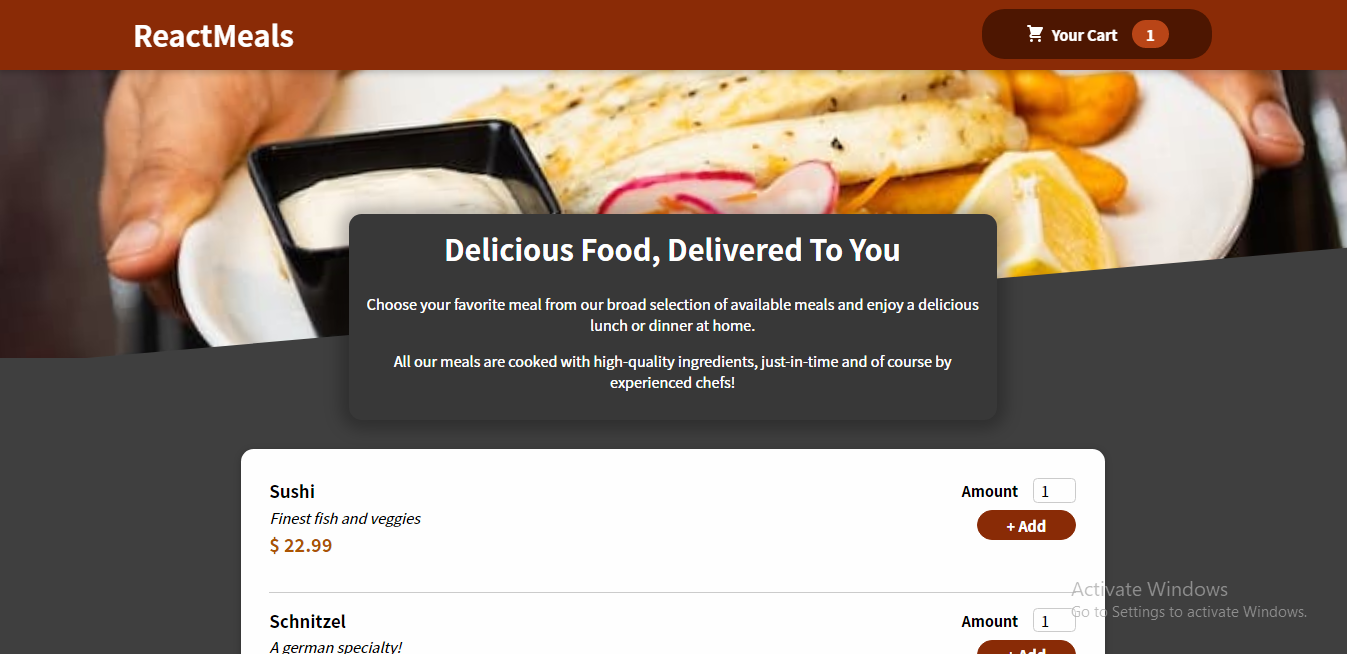 ReactMeals
Your Cart 1
Delicious Food, Delivered To You
Choose your favorite meal from our broad selection of available meals and enjoy a delicious
lunch or dinner at home.
All our meals are cooked with high-quality ingredients, just-in-time and of course by
experienced chefs!
Sushi
Amount 1
Finest fish and veggies
+ Add
$ 22.99
Activate Windows
Go to Settings to activate Windows.
Schnitzel
Amount 1
A german specialty!
+ Add